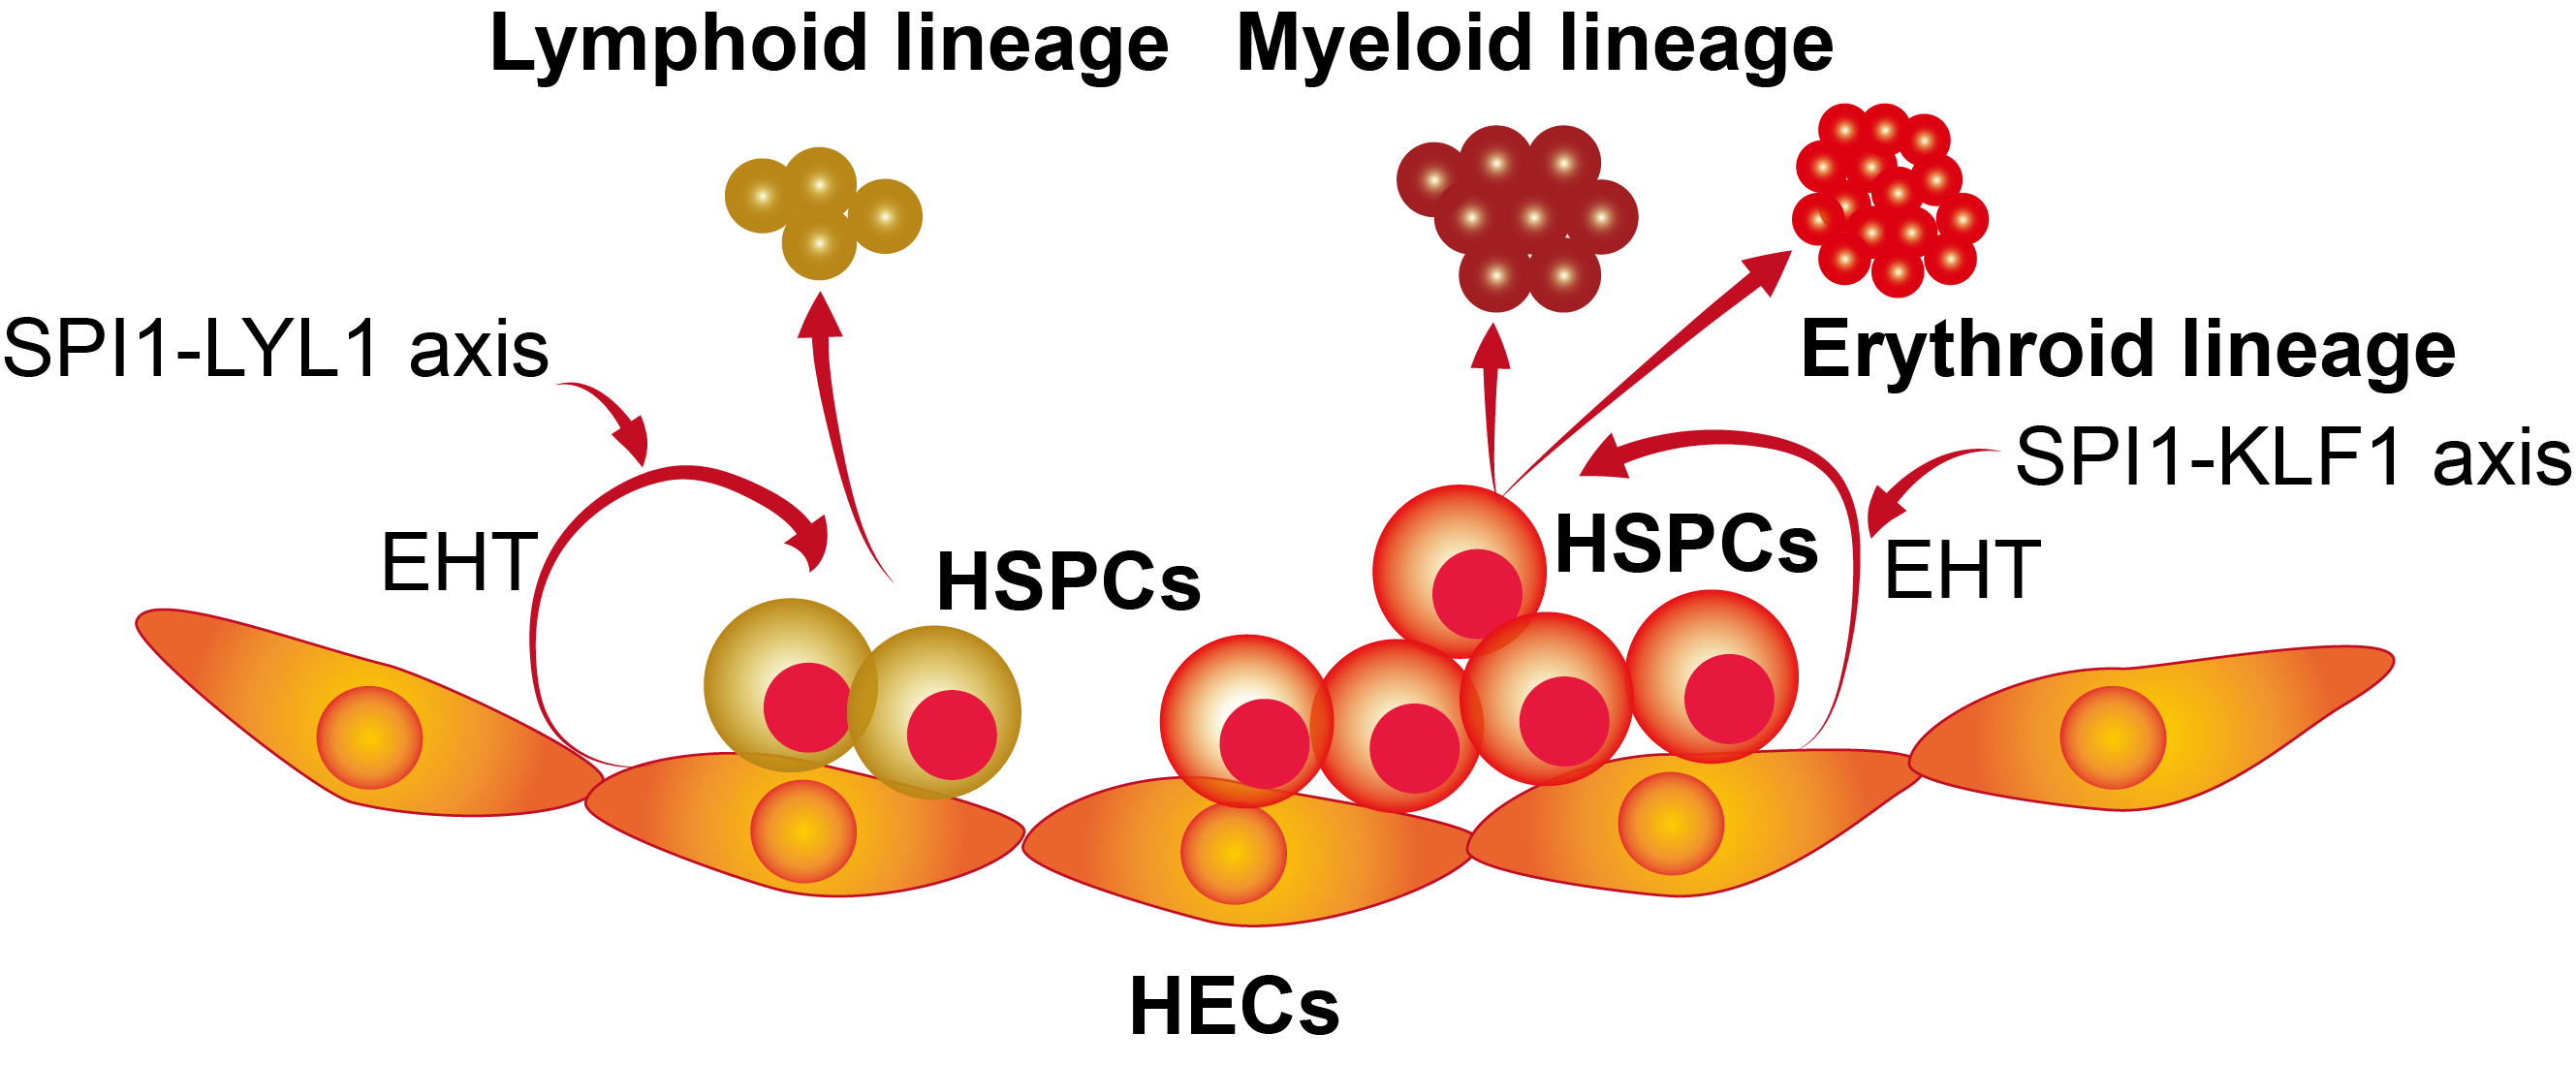 Lymphoid lineage
Myeloid lineage
SPI1-LYL1 axis
Erythroid lineage
SPI1-KLF1 axis
EHT
HSPCs
HSPCs
EHT
HECs